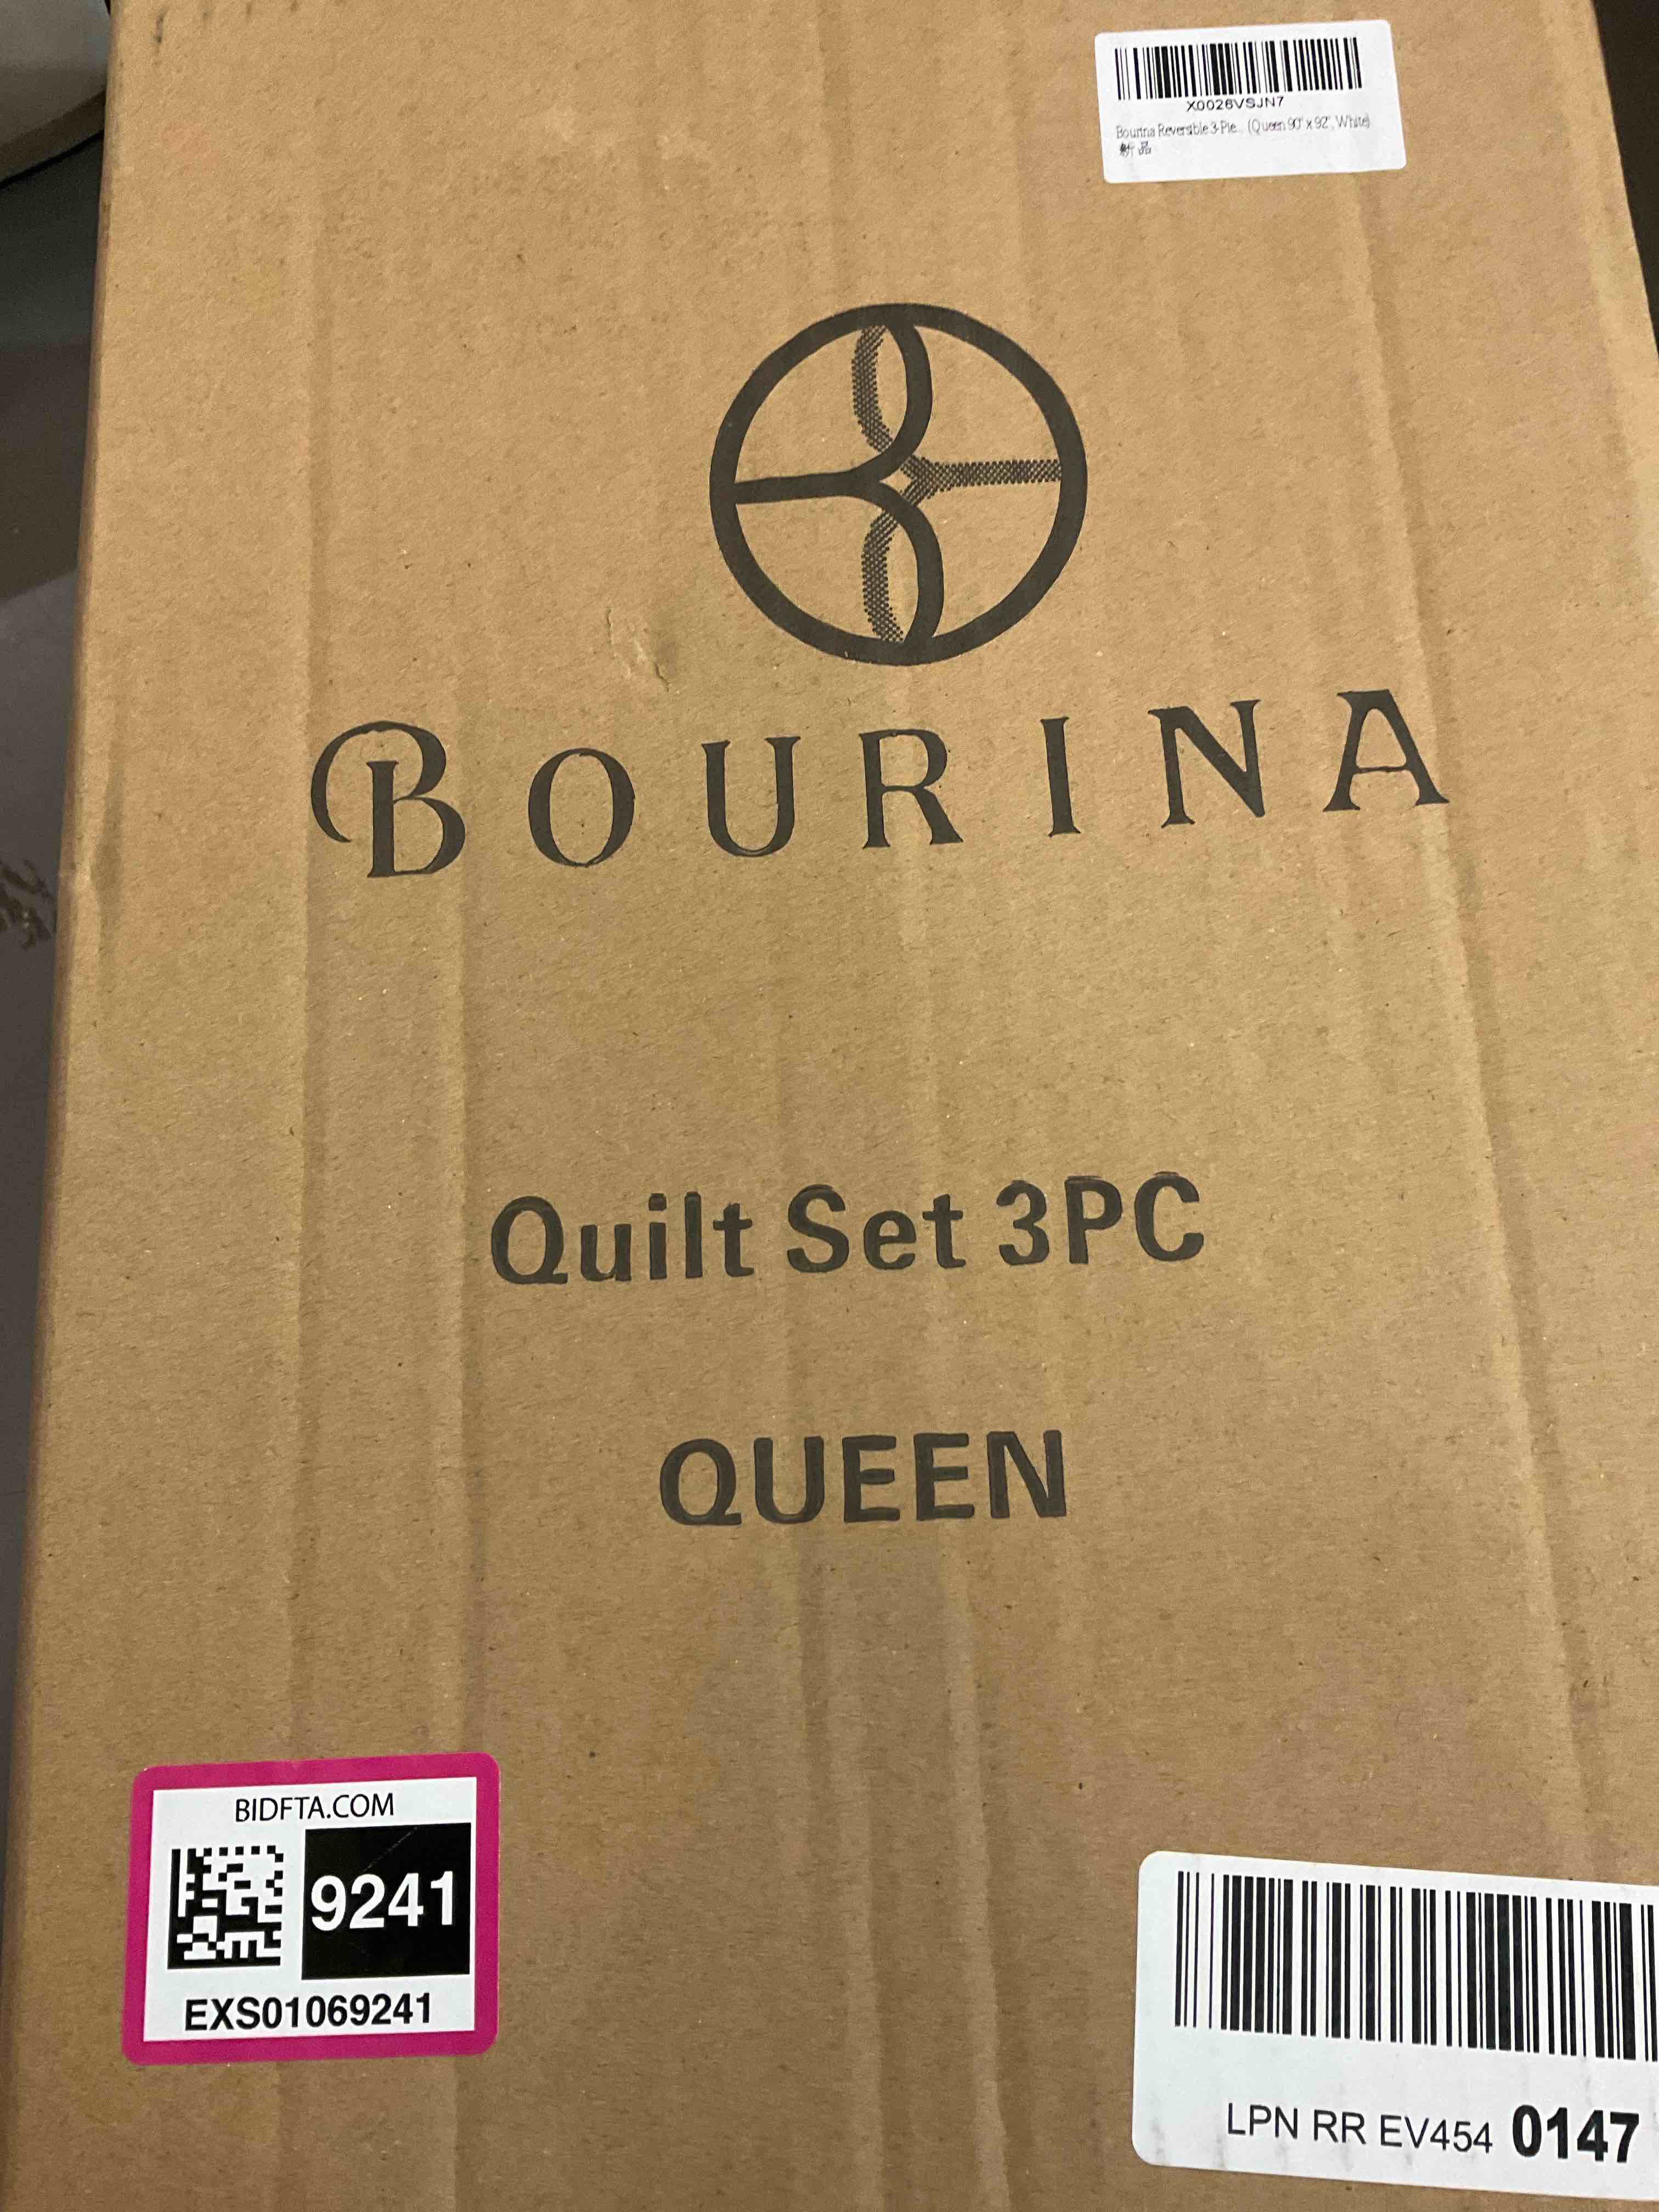 X0026VSJN7
Bourina Reversible 3-Pie... (Queen 90" x 92", White)
新品
BOURINA
Quilt Set 3PC
QUEEN
BIDFTA.COM
9241
EXS01069241
LPN RR EV454 0147